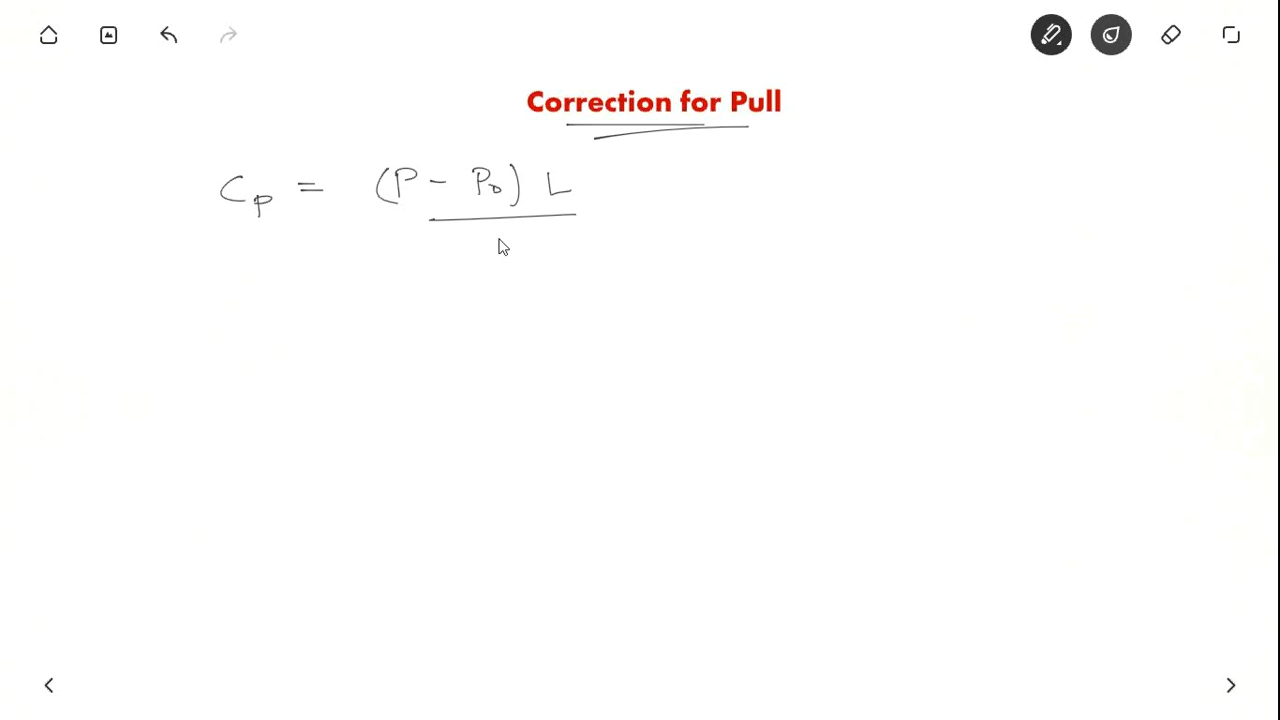 Correction for Pull
Cp = (P - P0) L